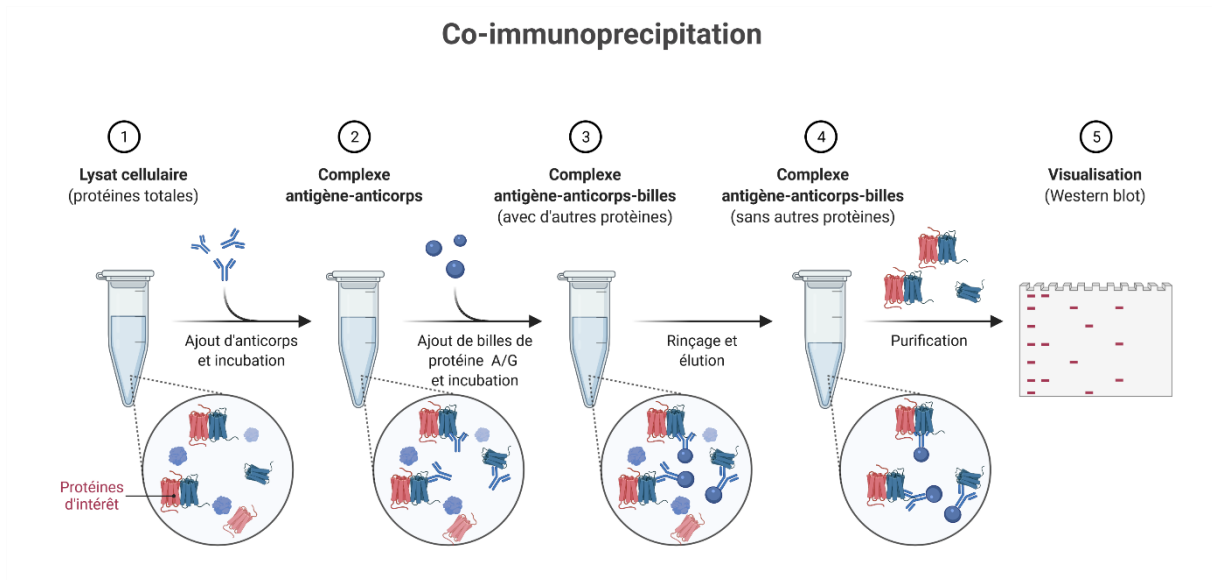 Co-immunoprecipitation
1
Lysat cellulaire
(protéines totales)
2
Complexe
antigène-anticorps
3
Complexe
antigène-anticorps-billes
(avec d'autres protèines)
4
Complexe
antigène-anticorps-billes
(sans autres protèines)
5
Visualisation
(Western blot)
Ajout d'anticorps
et incubation
Ajout de billes de
protéine A/G
et incubation
Rinçage et
élution
Purification
Protéines
d'intérêt